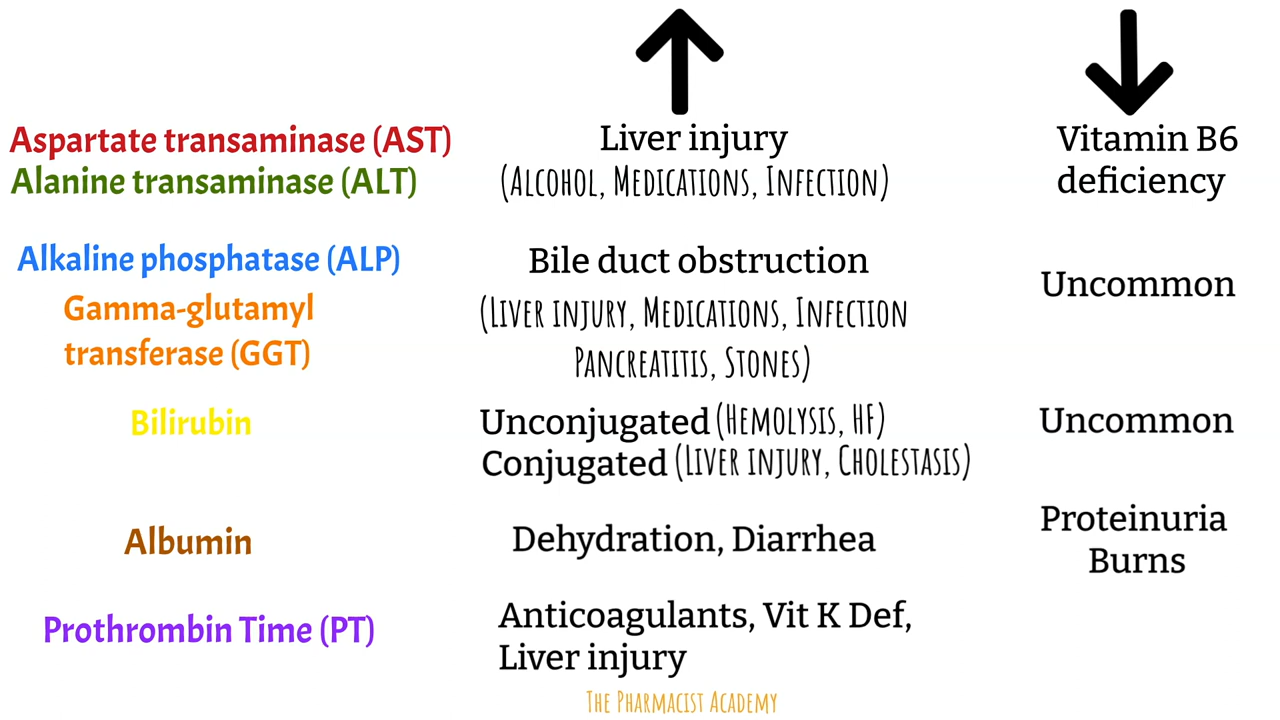 Aspartate transaminase (AST)
Alanine transaminase (ALT)
Liver injury
(Alcohol, Medications, Infection)
Vitamin B6
deficiency
Alkaline phosphatase (ALP)
Gamma-glutamyl
transferase (GGT)
Bile duct obstruction
(Liver injury, Medications, Infection
Pancreatitis, Stones)
Uncommon
Bilirubin
Unconjugated (Hemolysis, HF)
Conjugated (Liver injury, Cholestasis)
Uncommon
Albumin
Dehydration, Diarrhea
Proteinuria
Burns
Prothrombin Time (PT)
Anticoagulants, Vit K Def,
Liver injury
The Pharmacist Academy